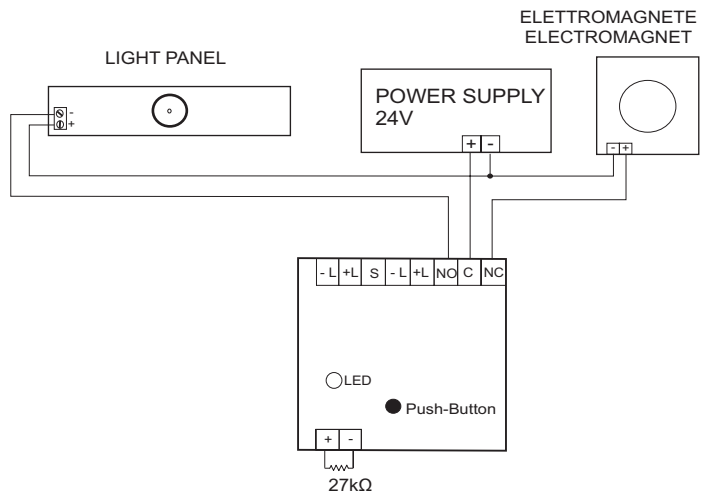 ELETTROMAGNETE
ELECTROMAGNET
LIGHT PANEL
POWER SUPPLY
24V
-
+
+ -
- +
- L +L S - L +L NO C NC
LED
Push-Button
+ -
27kΩ